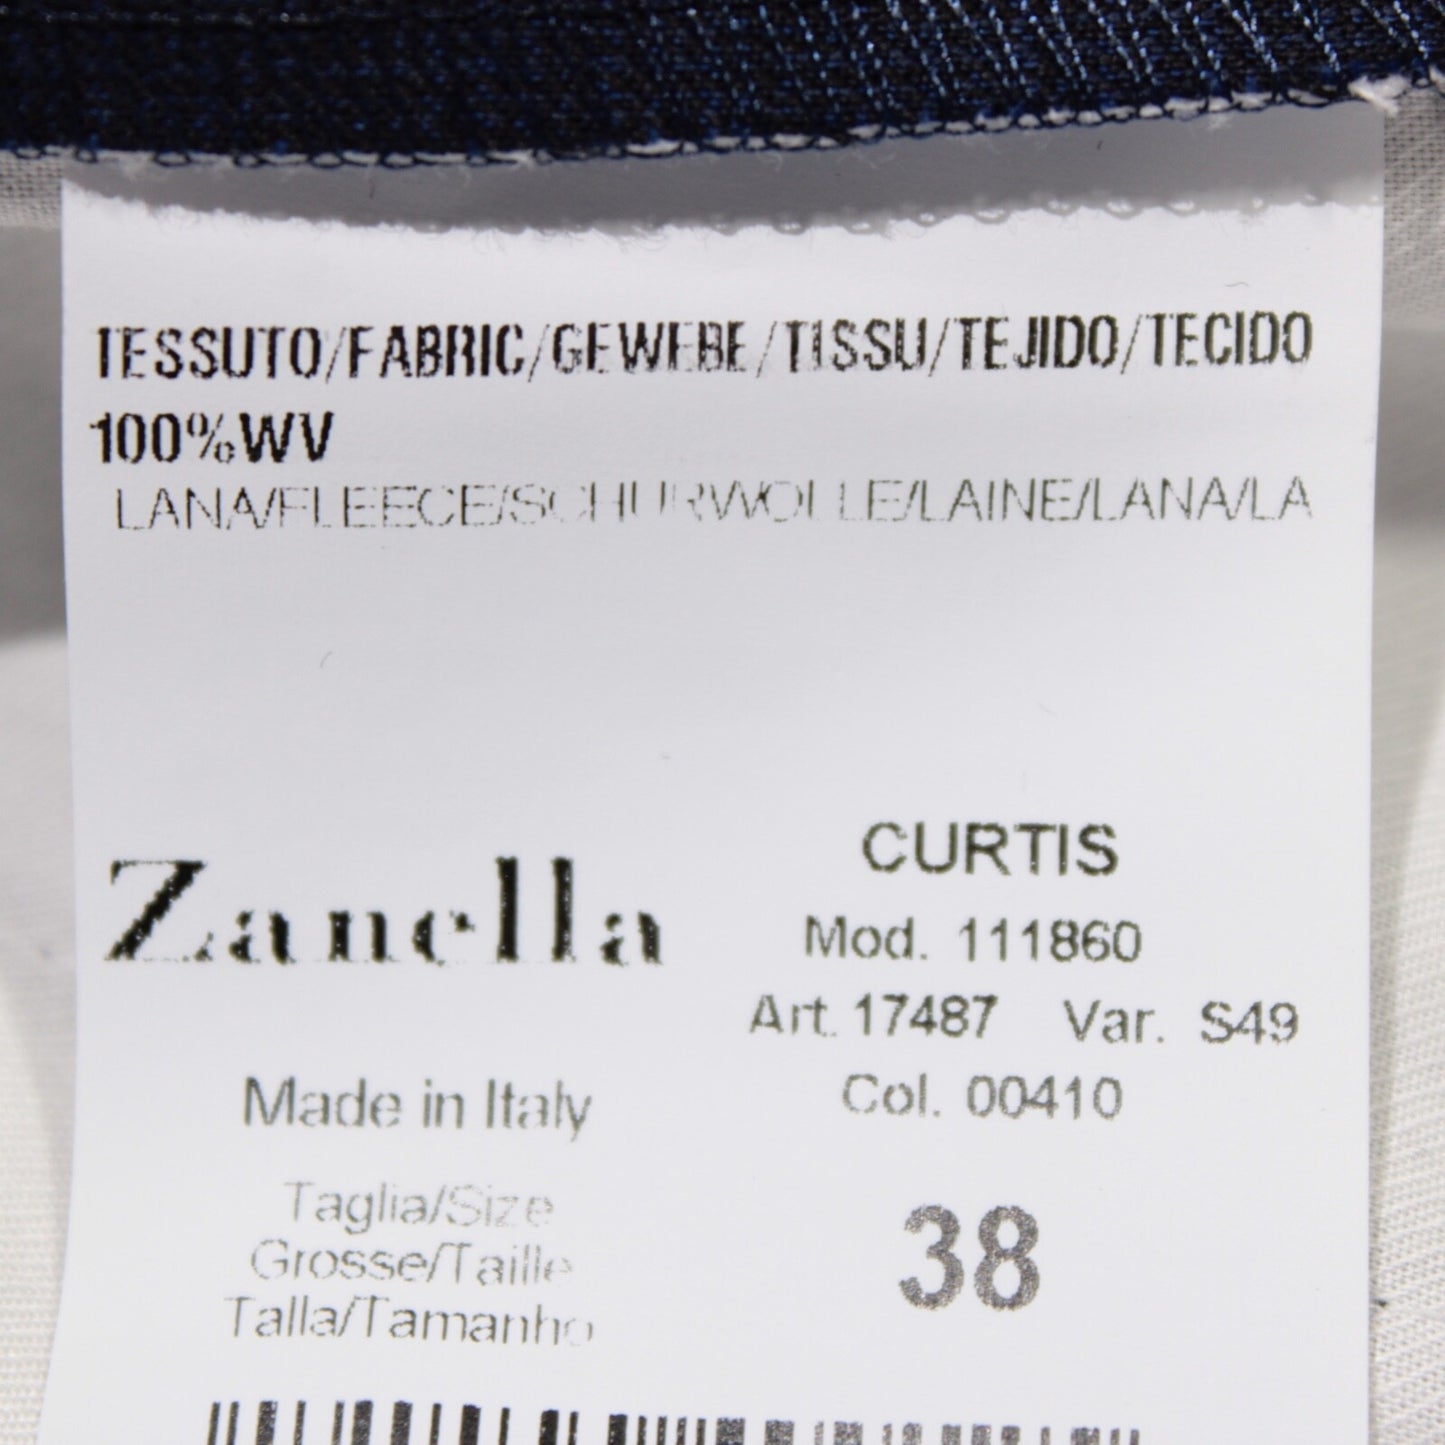 TESSUTO/FABRIC/GEWEBE/TISSU/TEJIDO/TECIDO
100%WV
LANA/FLEECE/SCHURWOLLE/LAINE/LANA/LA
Zanella
CURTIS
Mod. 111860
Art. 17487 Var. S49
Col. 00410
Made in Italy
Taglia/Size
Grosse/Taille
Talla/Tamanho
38